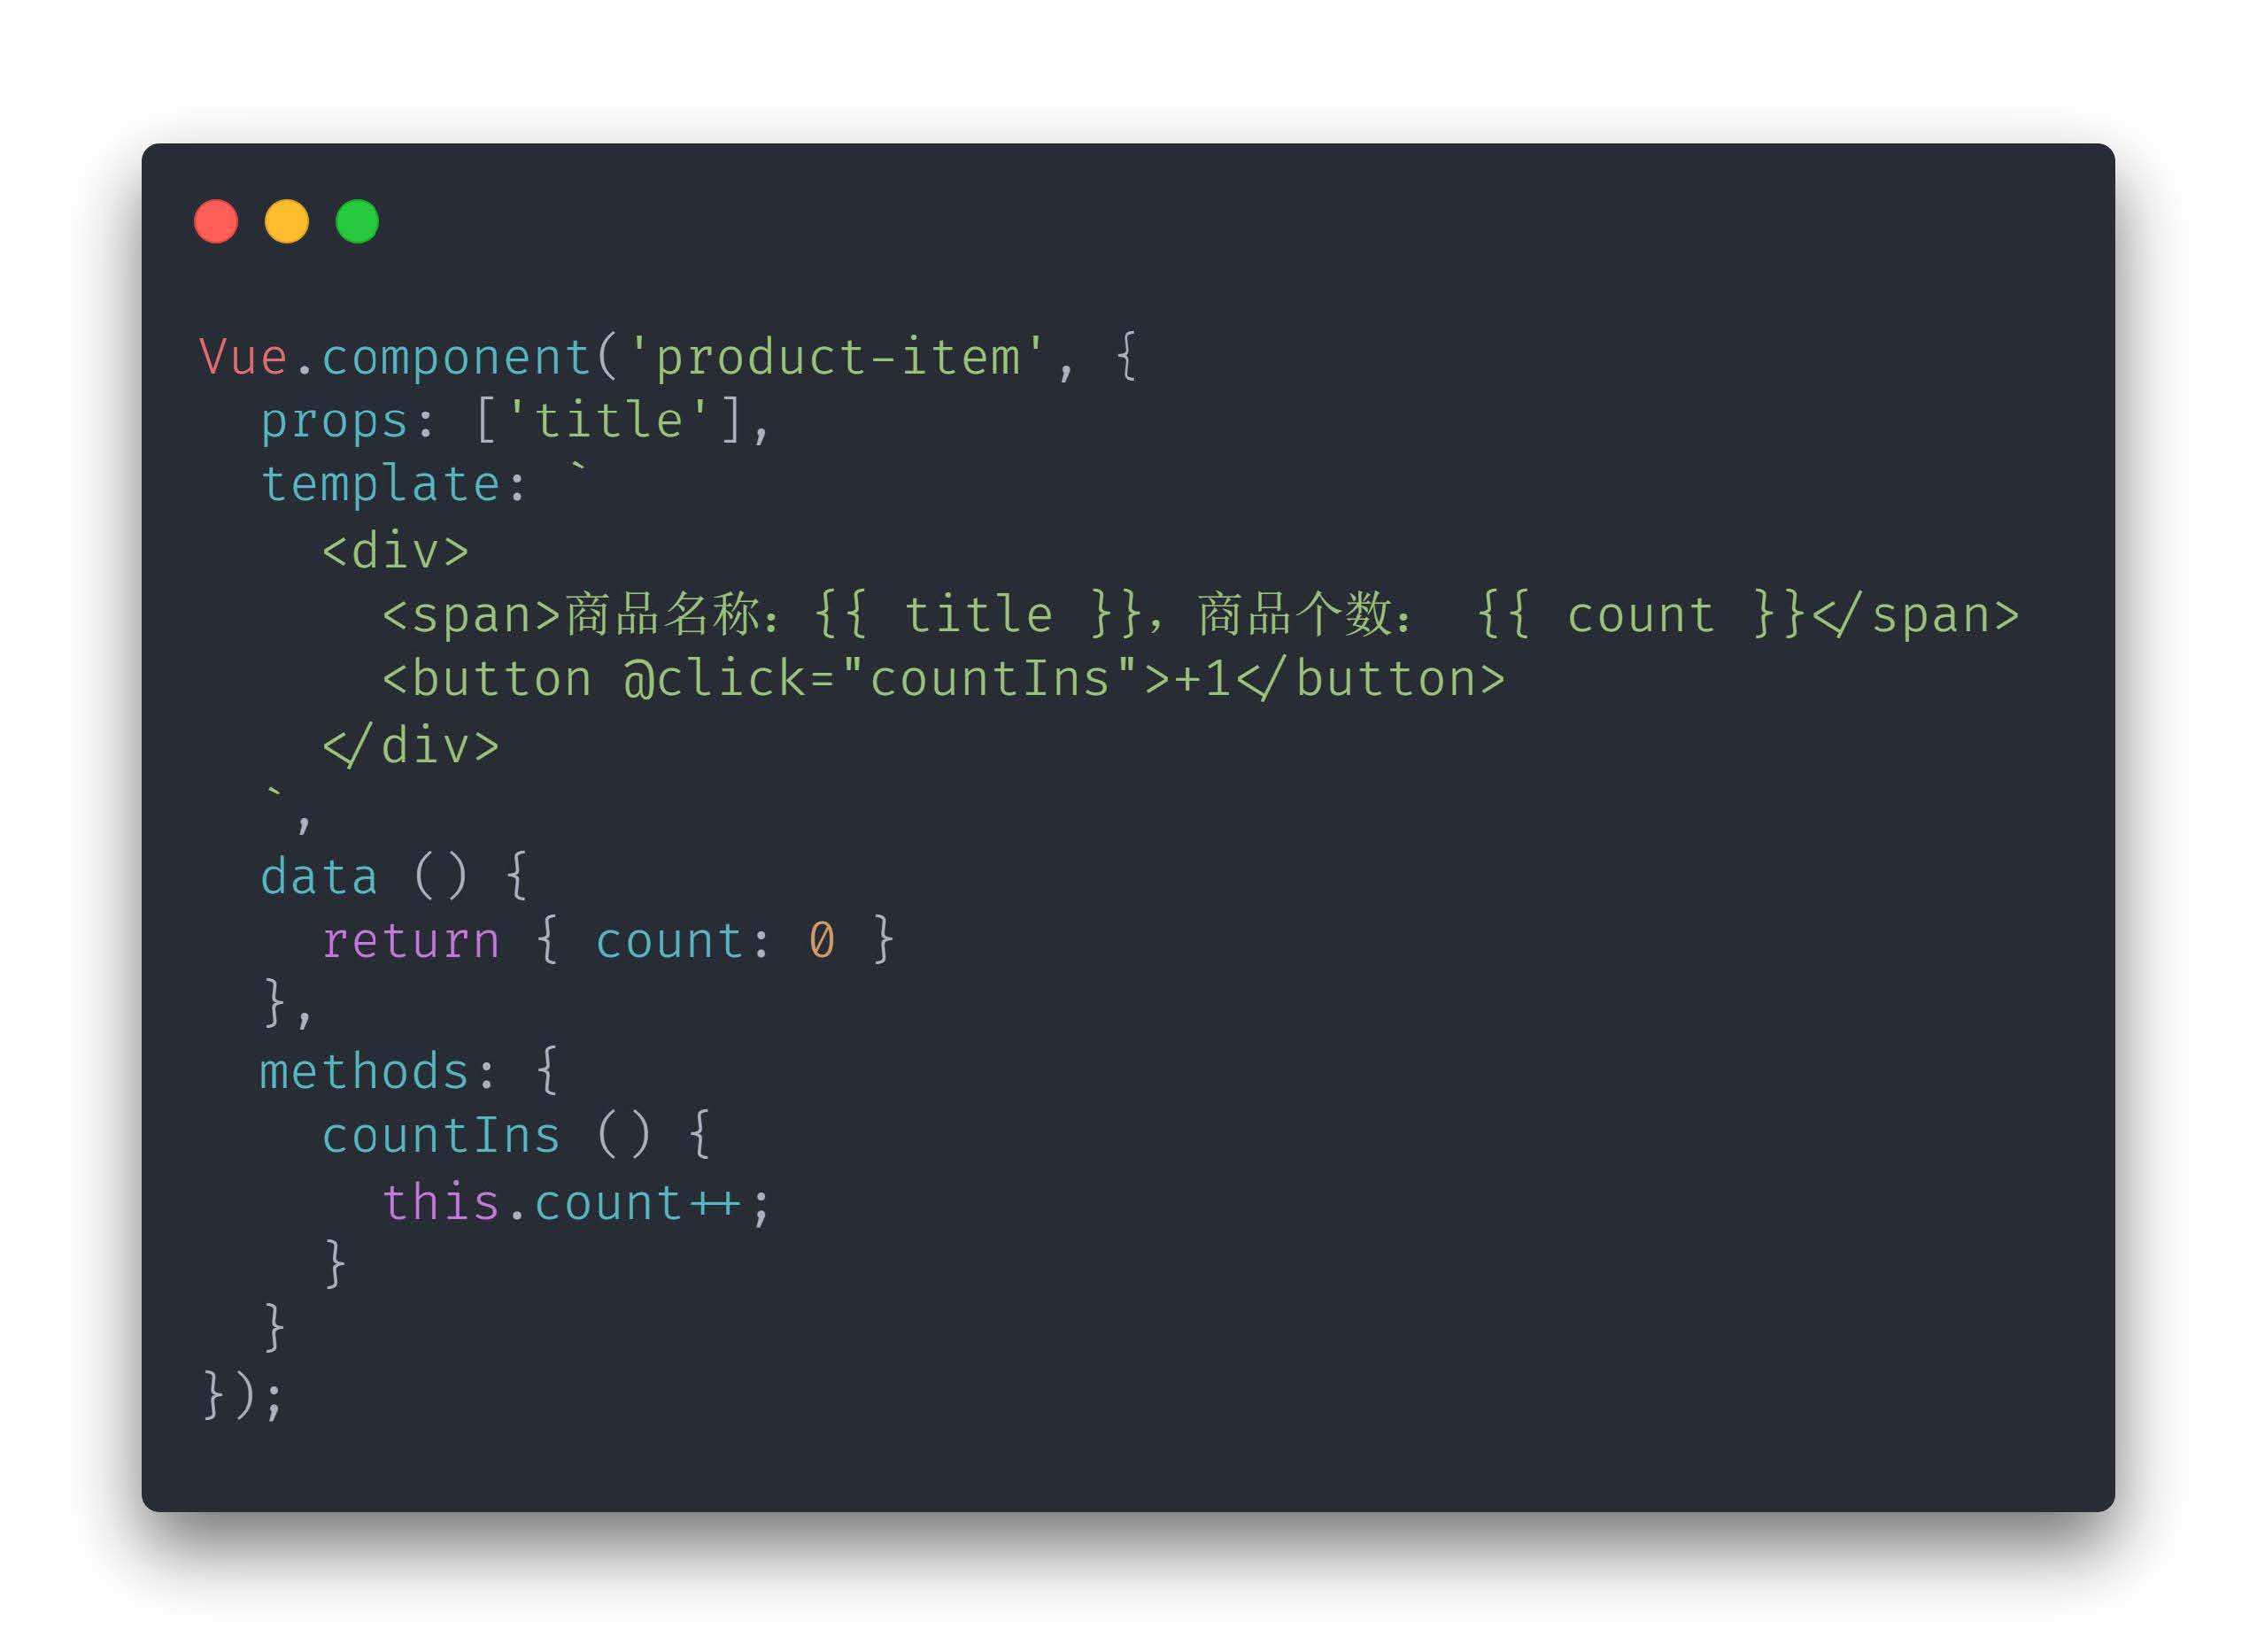 Vue.component('product-item', {
  props: ['title'],
  template: `
    <div>
      <span>商品名称：{{ title }}，商品个数： {{ count }}</span>
      <button @click="countIns">+1</button>
    </div>
  `,
  data () {
    return { count: 0 }
  },
  methods: {
    countIns () {
      this.count++;
    }
  }
});